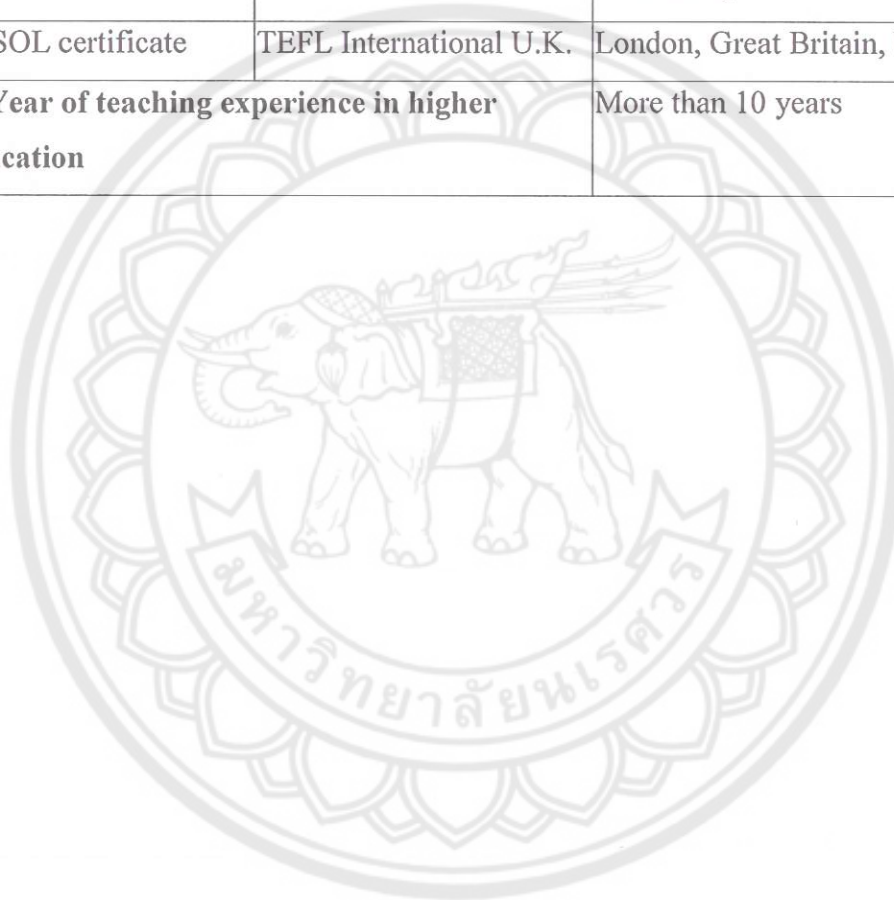 SOL certificate TEFL International U.K. London, Great Britain,
Year of teaching experience in higher More than 10 years
cation
มหาวิทยาลัยนเรศวร